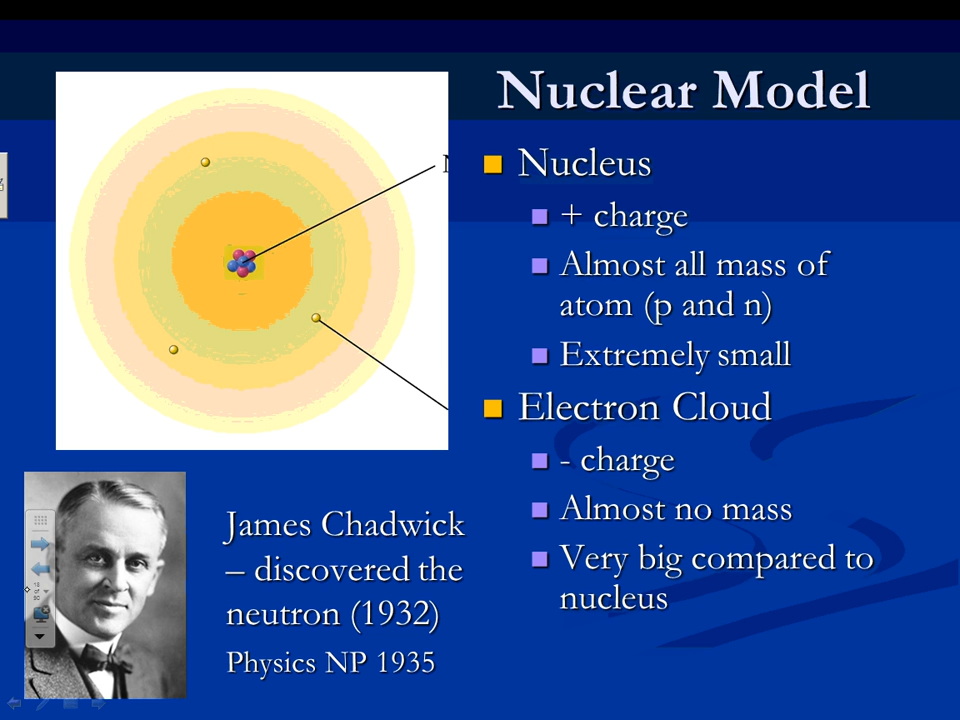 Nuclear Model
Nucleus
+ charge
Almost all mass of
atom (p and n)
Extremely small
Electron Cloud
- charge
Almost no mass
Very big compared to
nucleus
James Chadwick
– discovered the
neutron (1932)
Physics NP 1935